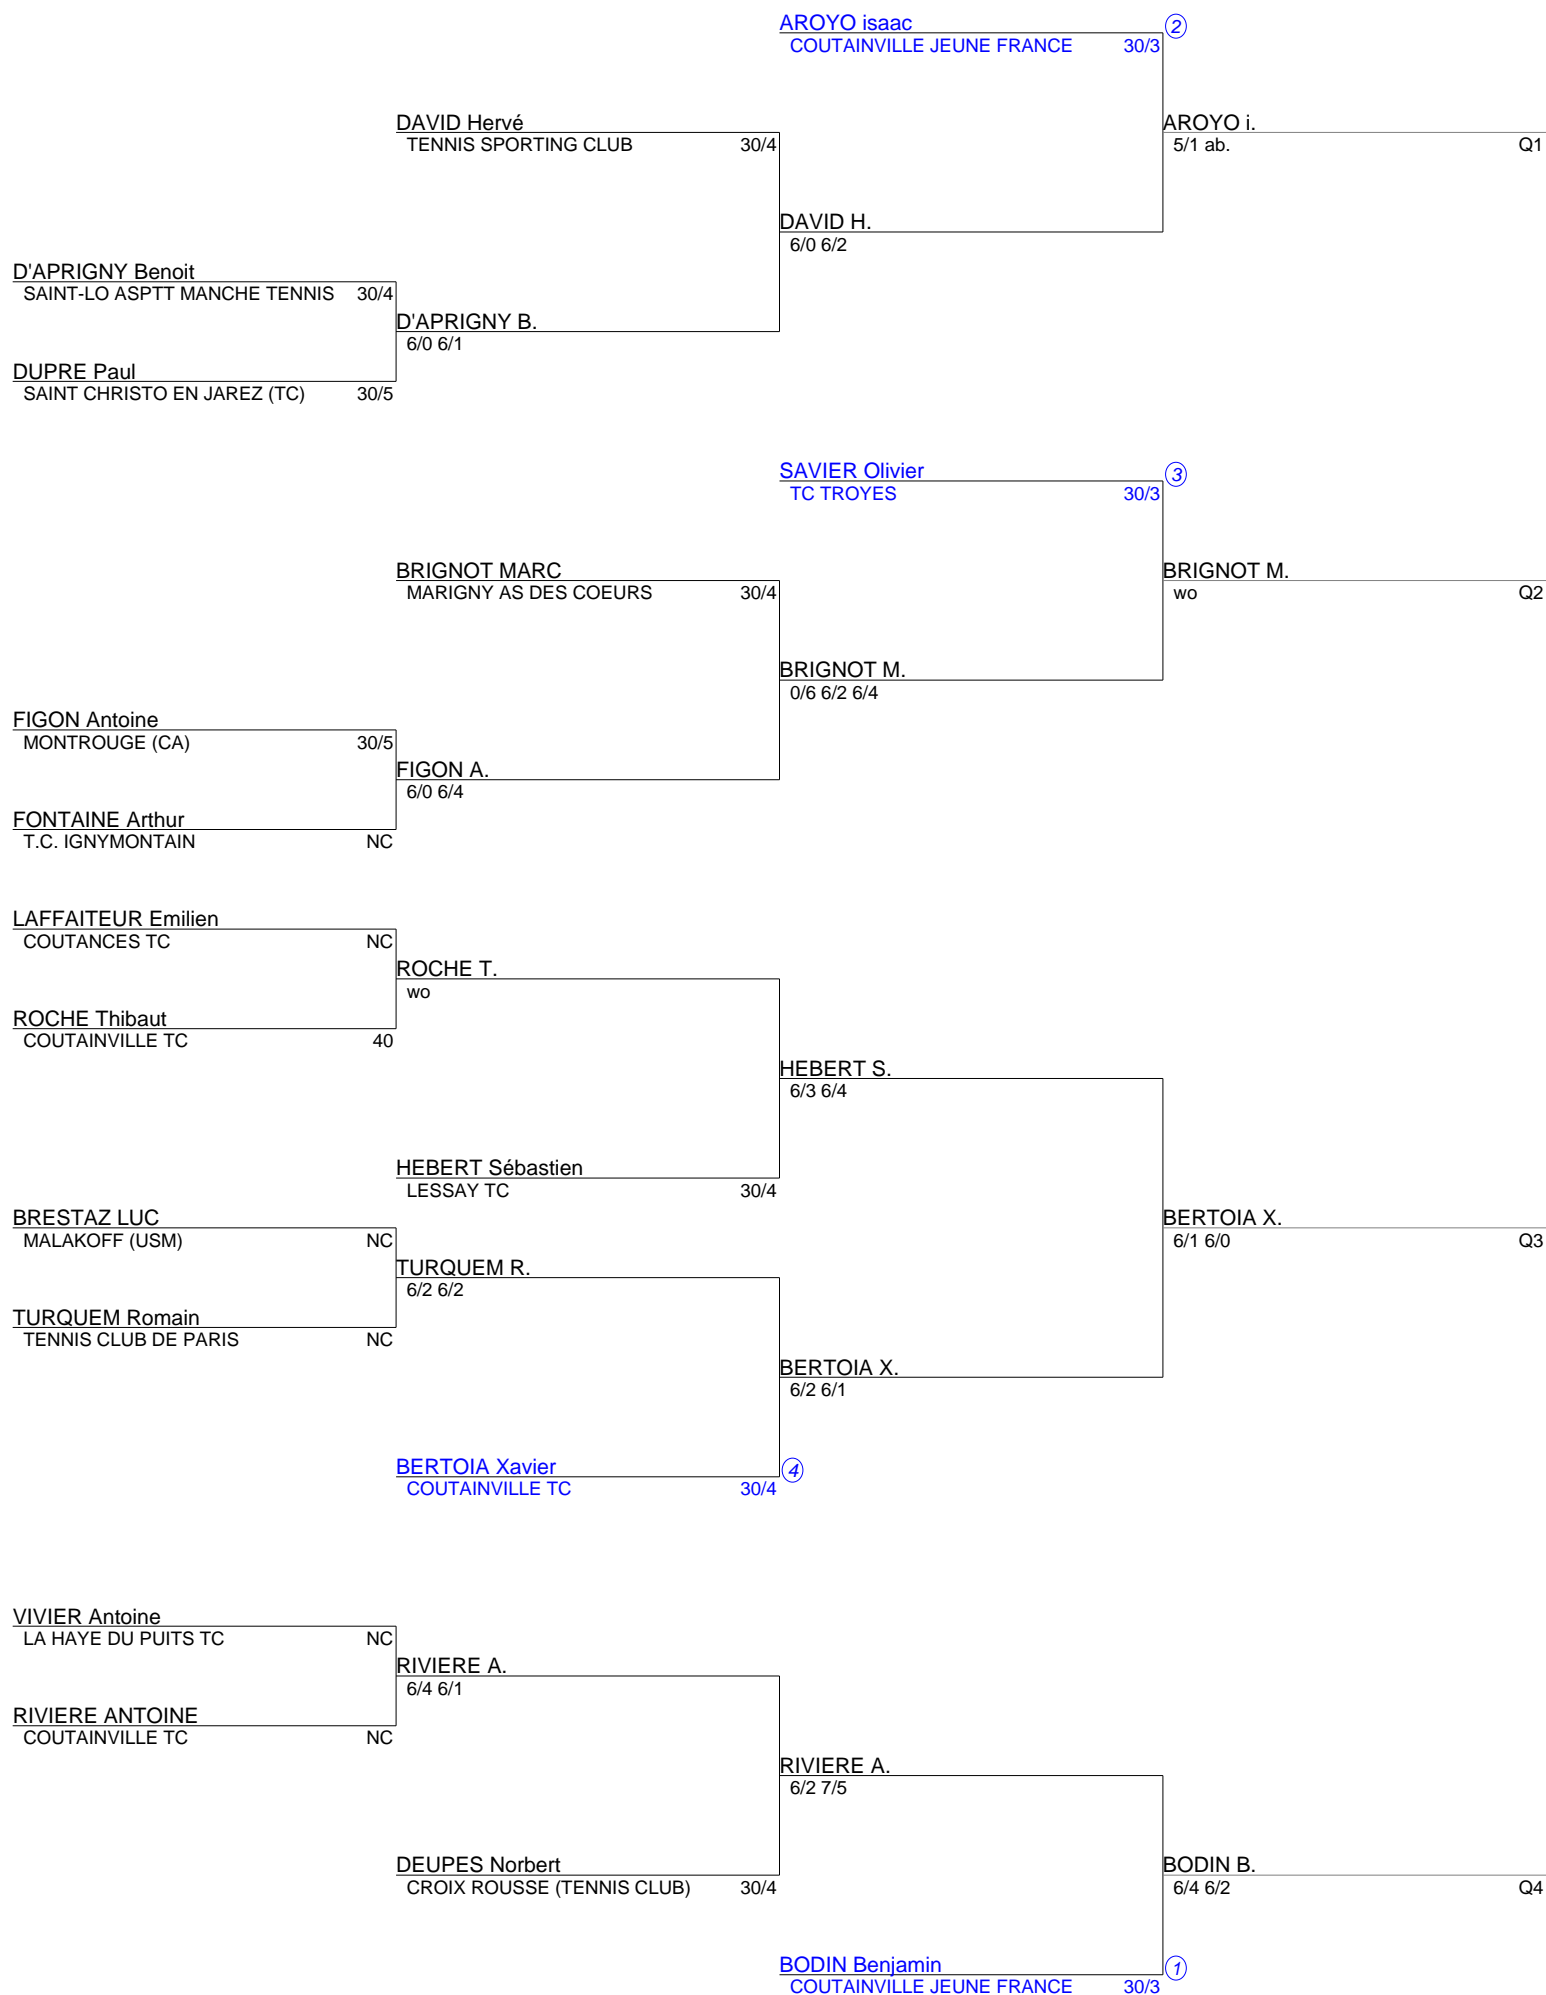 AROYO isaac 2
COUTAINVILLE JEUNE FRANCE 30/3
DAVID Hervé AROYO i.
TENNIS SPORTING CLUB 30/4 5/1 ab. Q1
DAVID H.
6/0 6/2
D'APRIGNY Benoit
SAINT-LO ASPTT MANCHE TENNIS 30/4
D'APRIGNY B.
6/0 6/1
DUPRE Paul
SAINT CHRISTO EN JAREZ (TC) 30/5
SAVIER Olivier 3
TC TROYES 30/3
BRIGNOT MARC BRIGNOT M.
MARIGNY AS DES COEURS 30/4 wo Q2
BRIGNOT M.
0/6 6/2 6/4
FIGON Antoine
MONTROUGE (CA) 30/5
FIGON A.
6/0 6/4
FONTAINE Arthur
T.C. IGNYMONTAIN NC
LAFFAITEUR Emilien
COUTANCES TC NC
ROCHE T.
wo
ROCHE Thibaut
COUTAINVILLE TC 40
HEBERT S.
6/3 6/4
HEBERT Sébastien
LESSAY TC 30/4
BRESTAZ LUC BERTOIA X.
MALAKOFF (USM) NC 6/1 6/0 Q3
TURQUEM R.
6/2 6/2
TURQUEM Romain
TENNIS CLUB DE PARIS NC
BERTOIA X.
6/2 6/1
BERTOIA Xavier 4
COUTAINVILLE TC 30/4
VIVIER Antoine
LA HAYE DU PUITS TC NC
RIVIERE A.
6/4 6/1
RIVIERE ANTOINE
COUTAINVILLE TC NC
RIVIERE A.
6/2 7/5
DEUPES Norbert BODIN B.
CROIX ROUSSE (TENNIS CLUB) 30/4 6/4 6/2 Q4
BODIN Benjamin 1
COUTAINVILLE JEUNE FRANCE 30/3